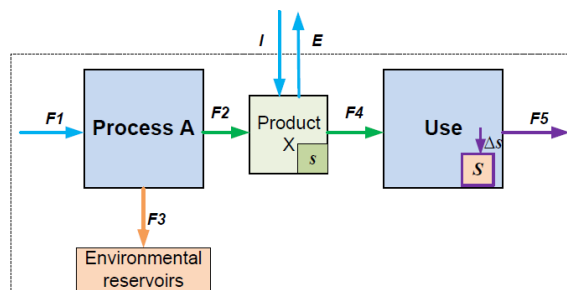 I E
F1
Process A
F2
Product
X
s
F4
Use
Δs
S
F5
F3
Environmental
reservoirs